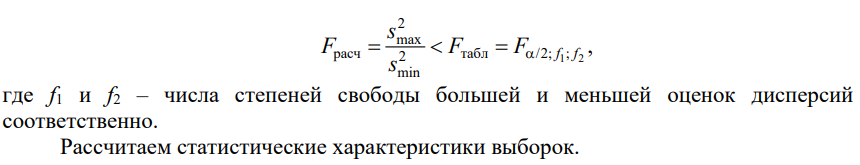 F_расч = s²_max / s²_min < F_табл = F_α/2; f₁; f₂,
где f₁ и f₂ – числа степеней свободы большей и меньшей оценок дисперсий
соответственно.
Рассчитаем статистические характеристики выборок.